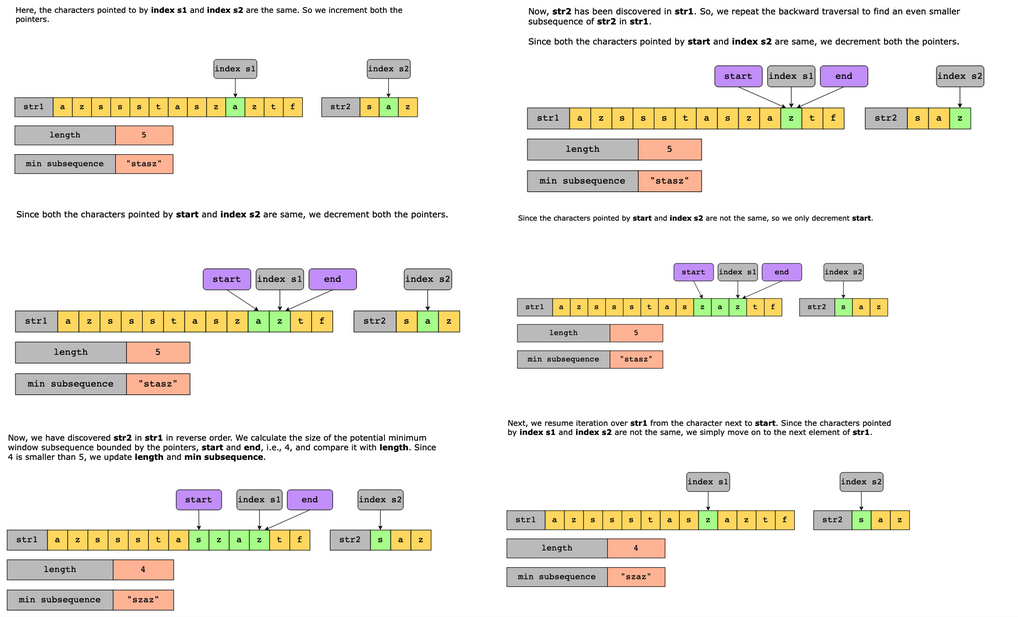 Here, the characters pointed to by index s1 and index s2 are the same. So we increment both the
pointers.
index s1 index s2
str1 a z s s s t a s z a z t f str2 s a z
length 5
min subsequence "stasz"
Now, str2 has been discovered in str1. So, we repeat the backward traversal to find an even smaller
subsequence of str2 in str1.
Since both the characters pointed by start and index s2 are same, we decrement both the pointers.
start index s1 end index s2
str1 a z s s s t a s z a z t f str2 s a z
length 5
min subsequence "stasz"
Since both the characters pointed by start and index s2 are same, we decrement both the pointers.
start index s1 end index s2
str1 a z s s s t a s z a z t f str2 s a z
length 5
min subsequence "stasz"
Since the characters pointed by start and index s2 are not the same, so we only decrement start.
start index s1 end index s2
str1 a z s s s t a s z a z t f str2 s a z
length 5
min subsequence "stasz"
Now, we have discovered str2 in str1 in reverse order. We calculate the size of the potential minimum
window subsequence bounded by the pointers, start and end, i.e., 4, and compare it with length. Since
4 is smaller than 5, we update length and min subsequence.
start index s1 end index s2
str1 a z s s s t a s z a z t f str2 s a z
length 4
min subsequence "szaz"
Next, we resume iteration over str1 from the character next to start. Since the characters pointed
by index s1 and index s2 are not the same, we simply move on to the next element of str1.
index s1 index s2
str1 a z s s s t a s z a z t f str2 s a z
length 4
min subsequence "szaz"